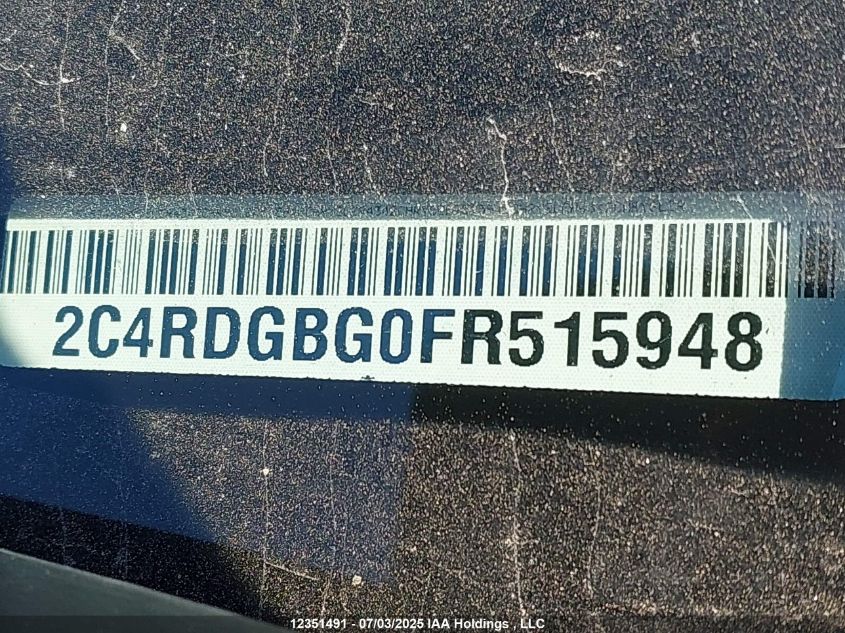 2C4RDGBG0FR515948
12351491 - 07/03/2025 IAA Holdings , LLC